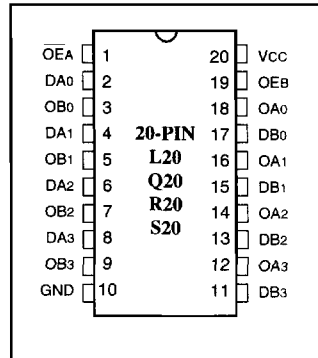 OEA 1 20 VCC
DA0 2 19 OEB
OB0 3 18 OA0
DA1 4 20-PIN 17 DB0
OB1 5 L20 16 OA1
DA2 6 Q20 15 DB1
OB2 7 R20 14 OA2
DA3 8 S20 13 DB2
OB3 9 12 OA3
GND 10 11 DB3